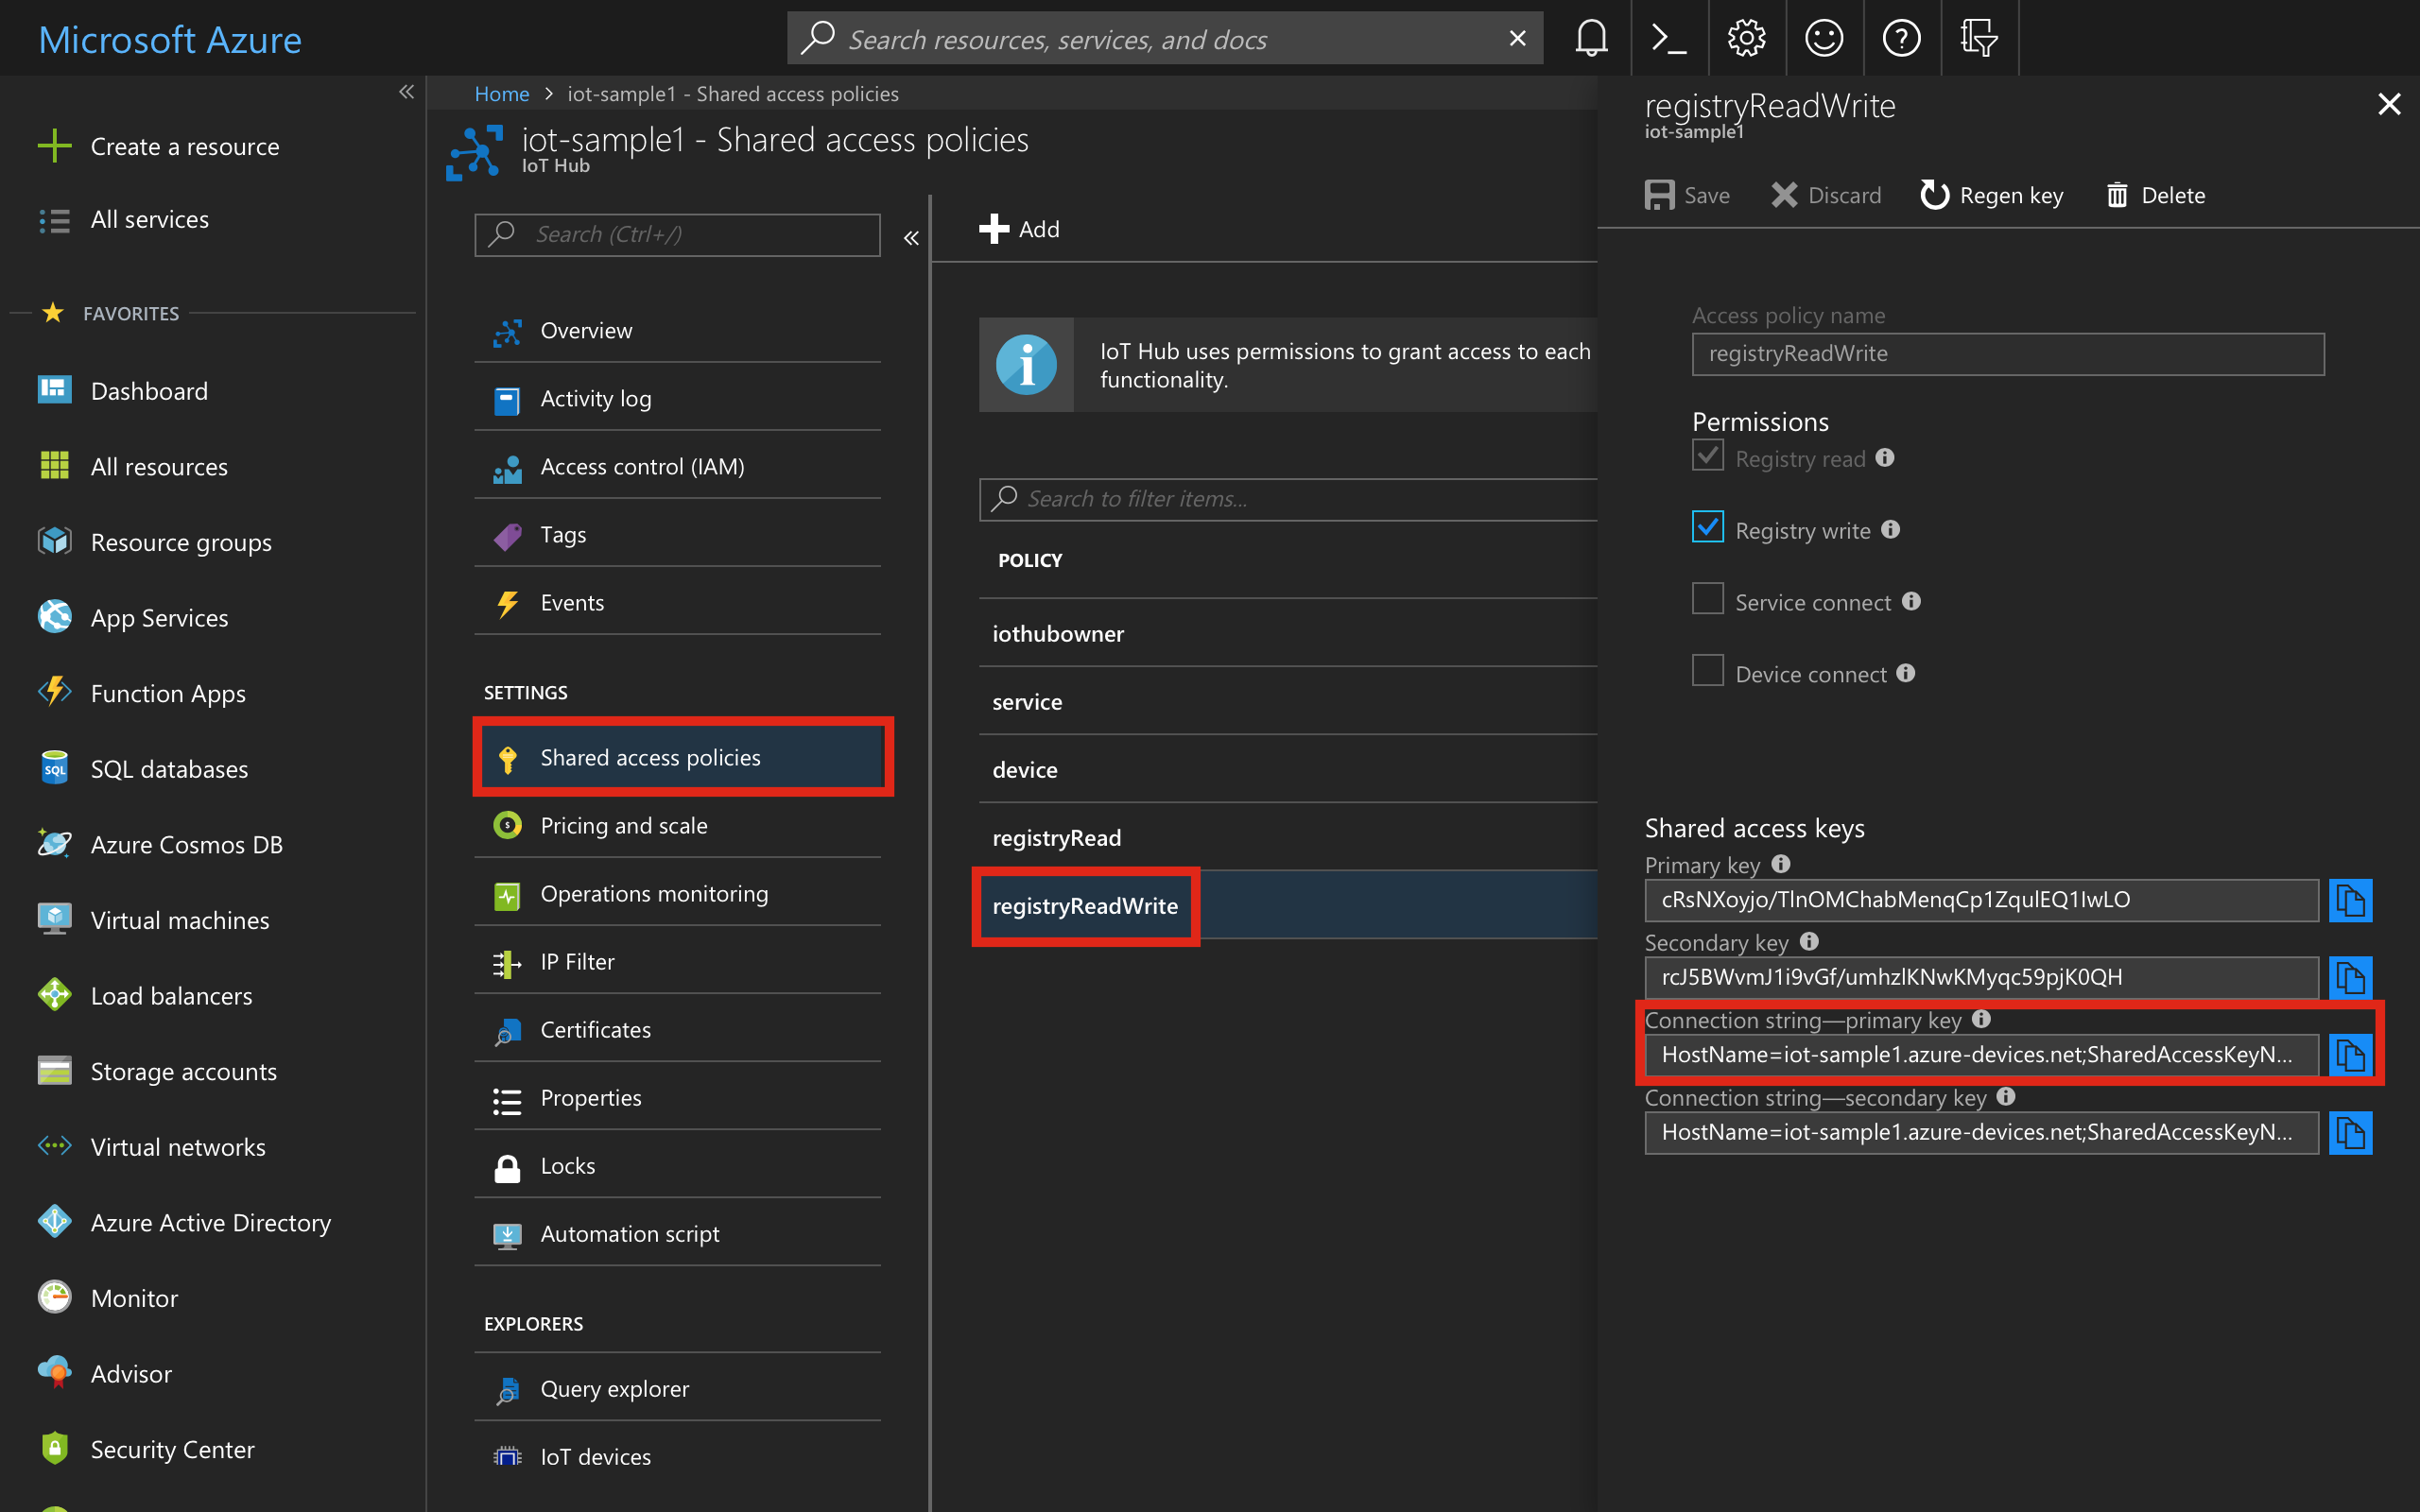 Microsoft Azure
Search resources, services, and docs
Create a resource
All services
FAVORITES
Dashboard
All resources
Resource groups
App Services
Function Apps
SQL databases
Azure Cosmos DB
Virtual machines
Load balancers
Storage accounts
Virtual networks
Azure Active Directory
Monitor
Advisor
Security Center
Home > iot-sample1 - Shared access policies
iot-sample1 - Shared access policies
IoT Hub
Search (Ctrl+/)
Overview
Activity log
Access control (IAM)
Tags
Events
SETTINGS
Shared access policies
Pricing and scale
Operations monitoring
IP Filter
Certificates
Properties
Locks
Automation script
EXPLORERS
Query explorer
IoT devices
Add
IoT Hub uses permissions to grant access to each
functionality.
Search to filter items...
POLICY
iothubowner
service
device
registryRead
registryReadWrite
registryReadWrite
iot-sample1
Save
Discard
Regen key
Delete
Access policy name
registryReadWrite
Permissions
Registry read
Registry write
Service connect
Device connect
Shared access keys
Primary key
cRsNXoyjo/TlnOMChabMenqCp1ZqulEQ1IwLO
Secondary key
rcJ5BWvmJ1i9vGf/umhzlKNwKMyqc59pjK0QH
Connection string—primary key
HostName=iot-sample1.azure-devices.net;SharedAccessKeyN...
Connection string—secondary key
HostName=iot-sample1.azure-devices.net;SharedAccessKeyN...